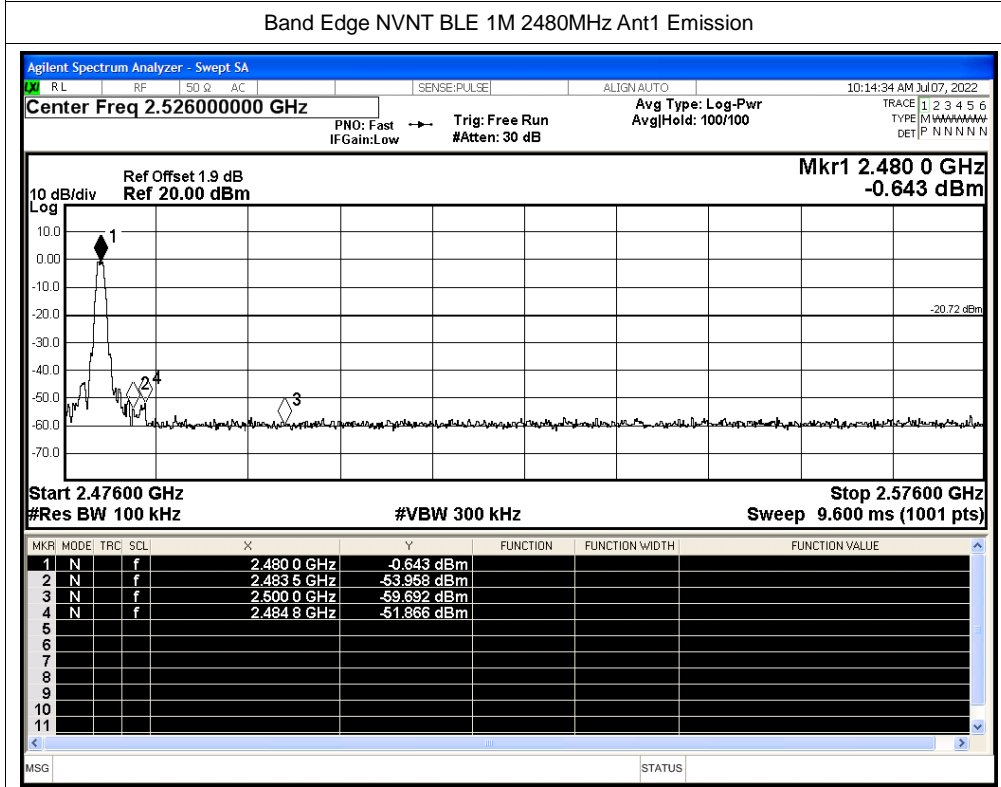 Band Edge NVNT BLE 1M 2480MHz Ant1 Emission
Agilent Spectrum Analyzer - Swept SA
LXI RL RF 50 Ω AC SENSE:PULSE ALIGN AUTO 10:14:34 AM Jul 07, 2022
Center Freq 2.526000000 GHz
PNO: Fast
IFGain:Low
Trig: Free Run
#Atten: 30 dB
Avg Type: Log-Pwr
Avg|Hold: 100/100
TRACE 1 2 3 4 5 6
TYPE M WWWWW
DET P N N N N N
Mkr1 2.480 0 GHz
-0.643 dBm
Ref Offset 1.9 dB
10 dB/div Ref 20.00 dBm
Log
10.0
0.00
-10.0
-20.0
-30.0
-40.0
-50.0
-60.0
-70.0
1
2
4
3
-20.72 dBm
Start 2.47600 GHz Stop 2.57600 GHz
#Res BW 100 kHz #VBW 300 kHz Sweep 9.600 ms (1001 pts)
MKR MODE TRC SCL X Y FUNCTION FUNCTION WIDTH FUNCTION VALUE
1 N f 2.480 0 GHz -0.643 dBm
2 N f 2.483 5 GHz -53.958 dBm
3 N f 2.500 0 GHz -59.692 dBm
4 N f 2.484 8 GHz -51.866 dBm
5
6
7
8
9
10
11
MSG STATUS